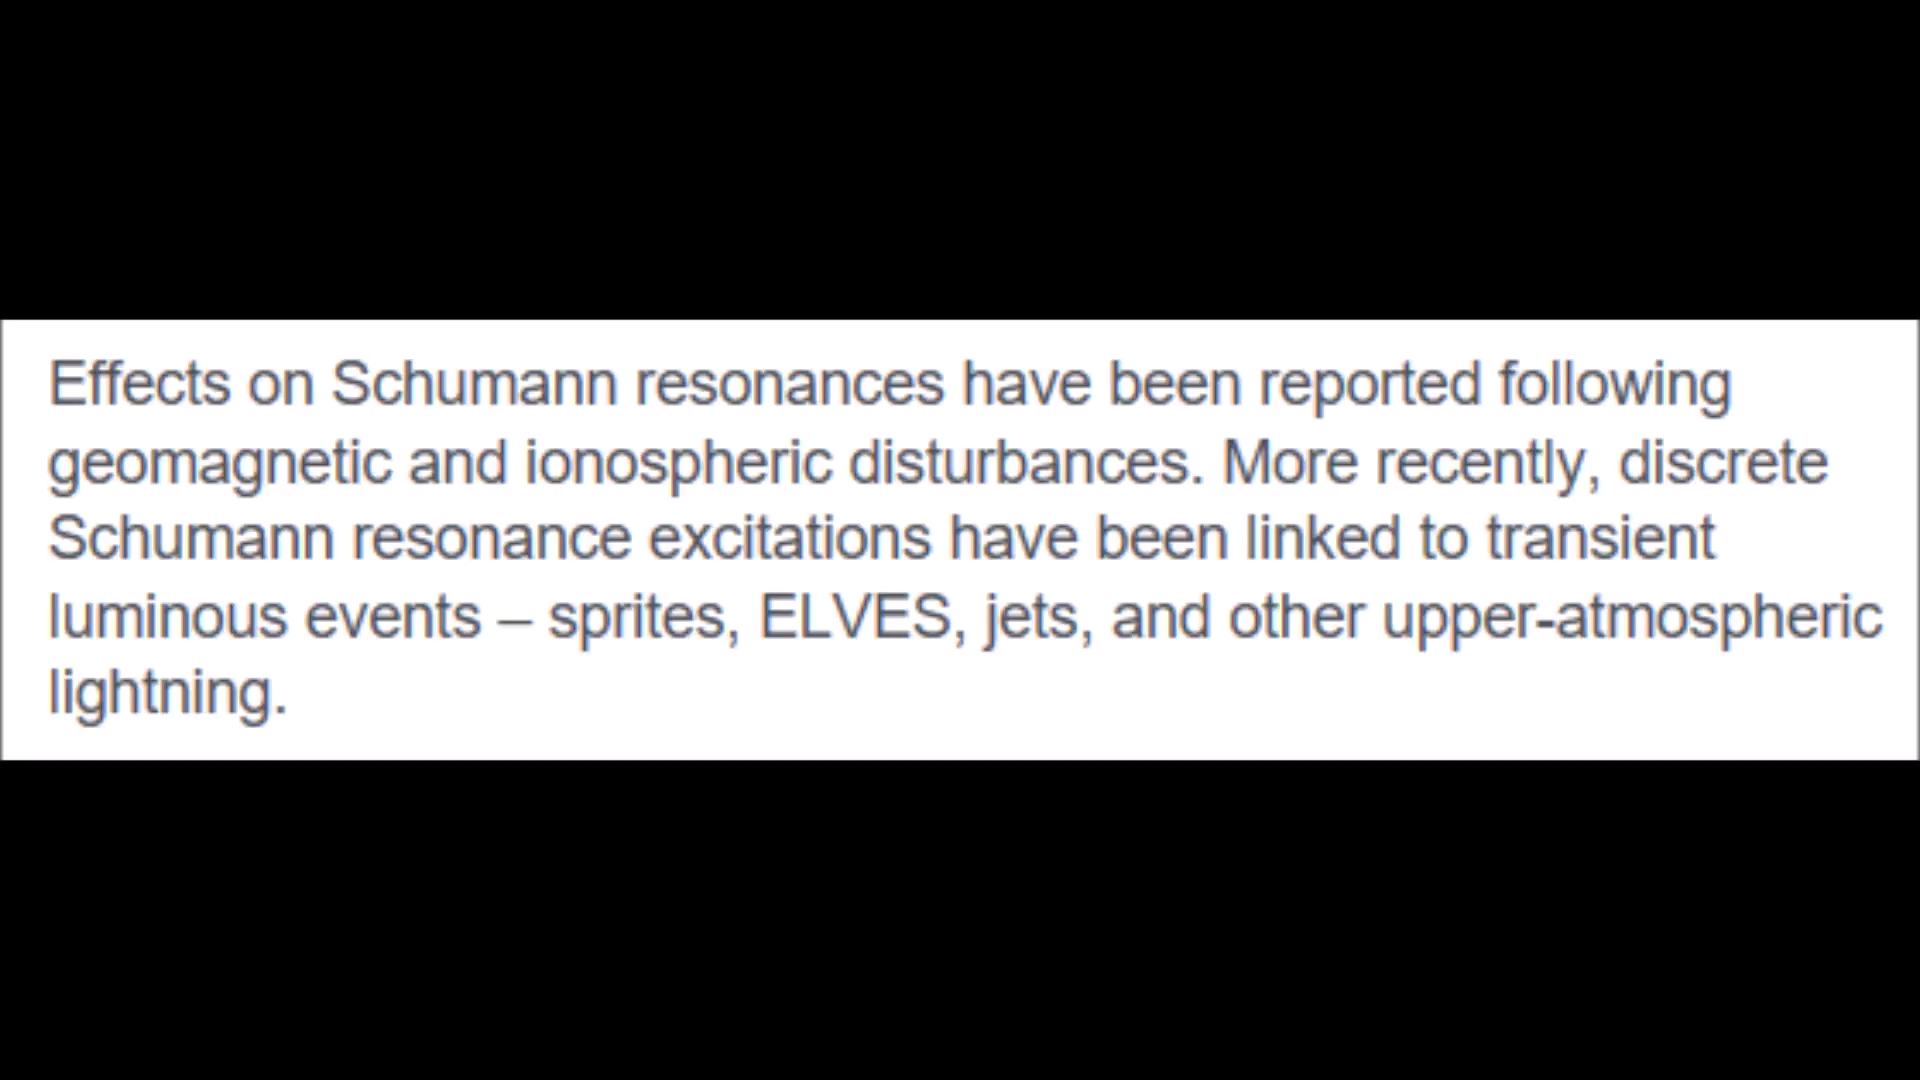 Effects on Schumann resonances have been reported following
geomagnetic and ionospheric disturbances. More recently, discrete
Schumann resonance excitations have been linked to transient
luminous events – sprites, ELVES, jets, and other upper-atmospheric
lightning.